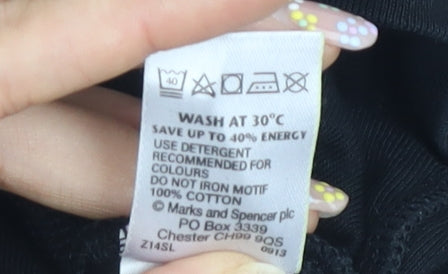 40
WASH AT 30°C
SAVE UP TO 40% ENERGY
USE DETERGENT
RECOMMENDED FOR
COLOURS
DO NOT IRON MOTIF
100% COTTON
© Marks and Spencer plc
PO Box 3339
Chester CH99 9QS
Z14SL 0913